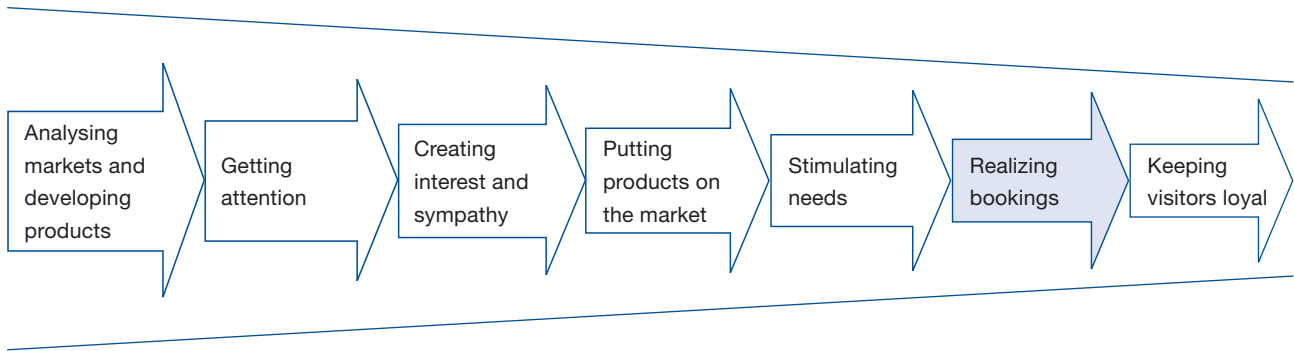 Analysing
markets and
developing
products
Getting
attention
Creating
interest and
sympathy
Putting
products on
the market
Stimulating
needs
Realizing
bookings
Keeping
visitors loyal